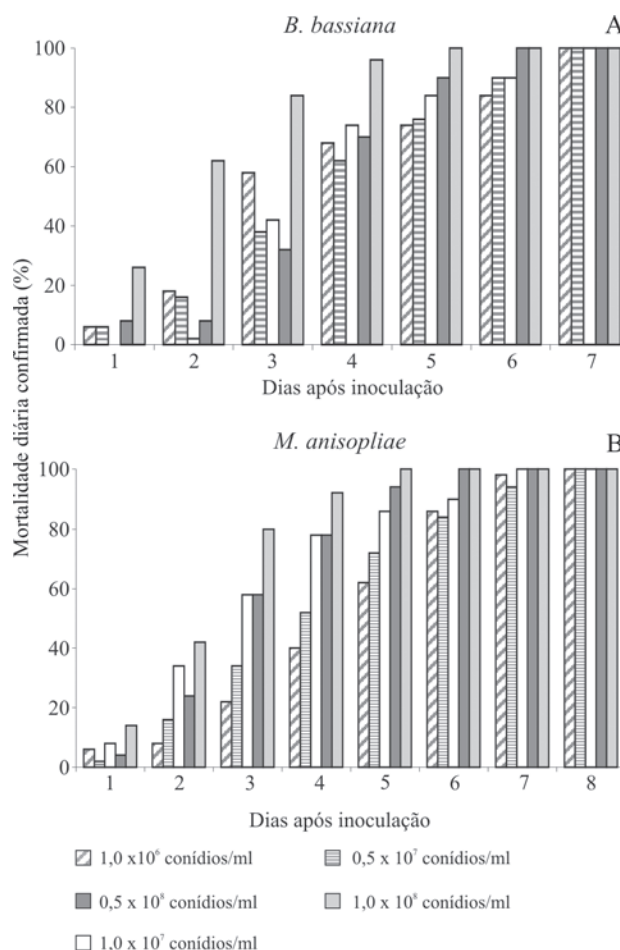 B. bassiana
A
100
80
60
40
20
0
1 2 3 4 5 6 7
Dias após inoculação
Mortalidade diária confirmada (%)
M. anisopliae
B
100
80
60
40
20
0
1 2 3 4 5 6 7 8
Dias após inoculação
1,0 x10⁶ conídios/ml
0,5 x 10⁷ conídios/ml
0,5 x 10⁸ conídios/ml
1,0 x 10⁸ conídios/ml
1,0 x 10⁷ conídios/ml